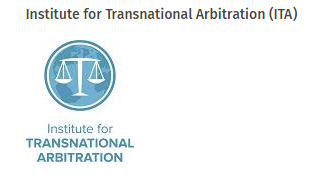 Institute for Transnational Arbitration (ITA)
Institute for
TRANSNATIONAL
ARBITRATION